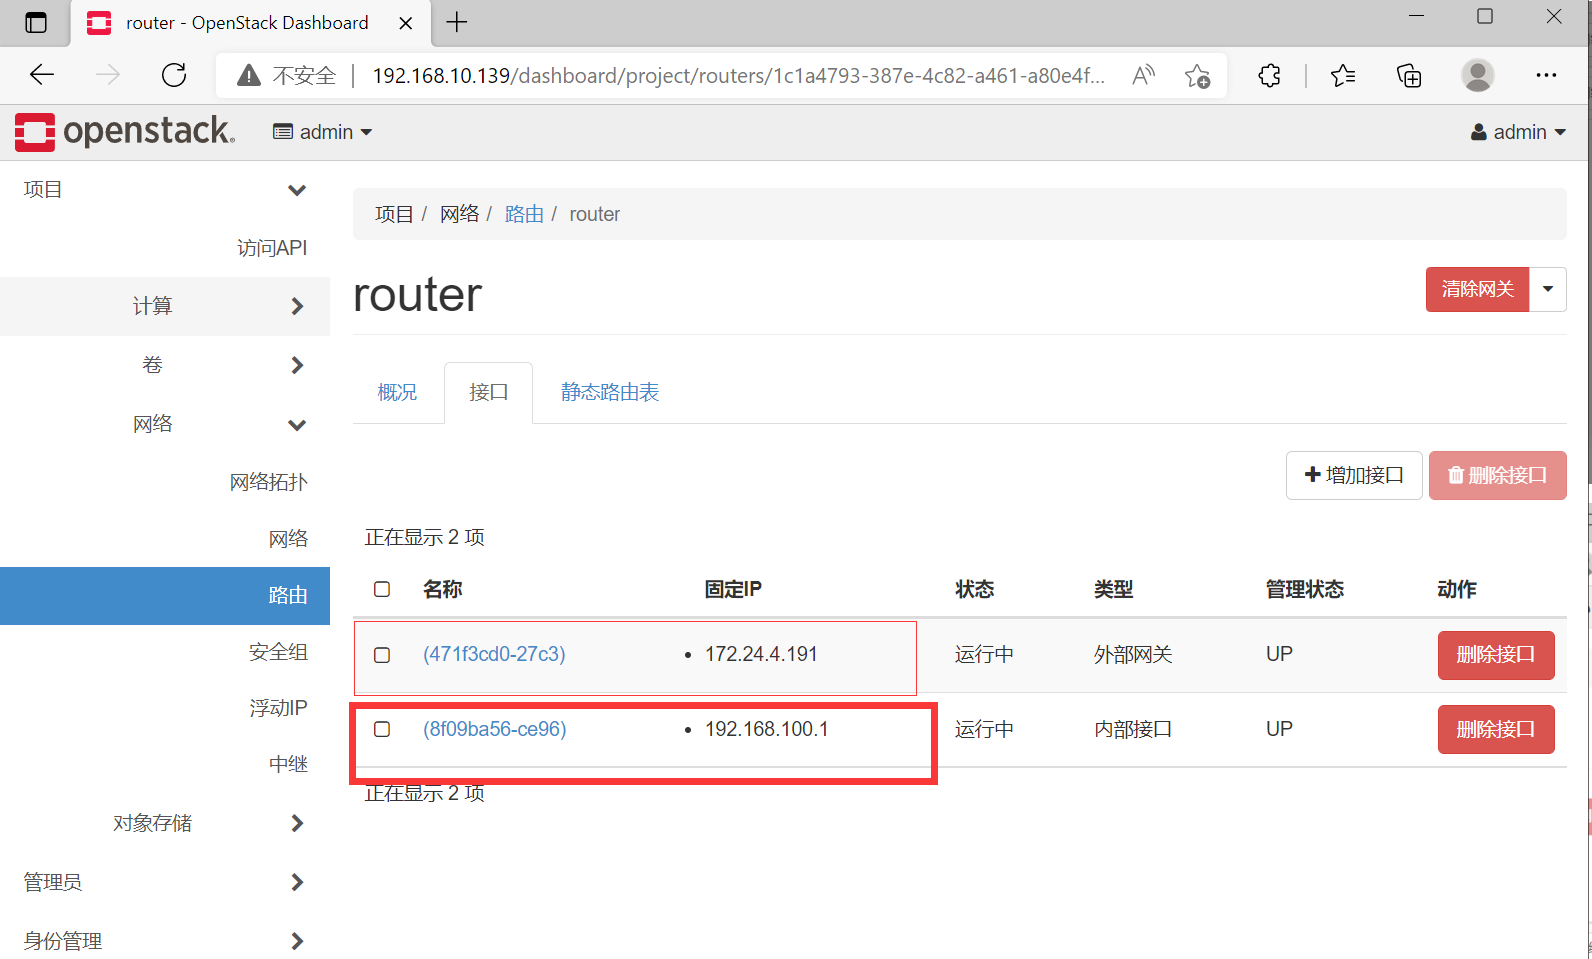 router - OpenStack Dashboard
不安全
192.168.10.139/dashboard/project/routers/1c1a4793-387e-4c82-a461-a80e4f...
openstack.
admin
admin
项目
访问API
计算
卷
网络
网络拓扑
网络
路由
安全组
浮动IP
中继
对象存储
管理员
身份管理
项目 / 网络 / 路由 / router
router
清除网关
概况 接口 静态路由表
增加接口 删除接口
正在显示 2 项
名称 固定IP 状态 类型 管理状态 动作
(471f3cd0-27c3) • 172.24.4.191 运行中 外部网关 UP 删除接口
(8f09ba56-ce96) • 192.168.100.1 运行中 内部接口 UP 删除接口
正在显示 2 项